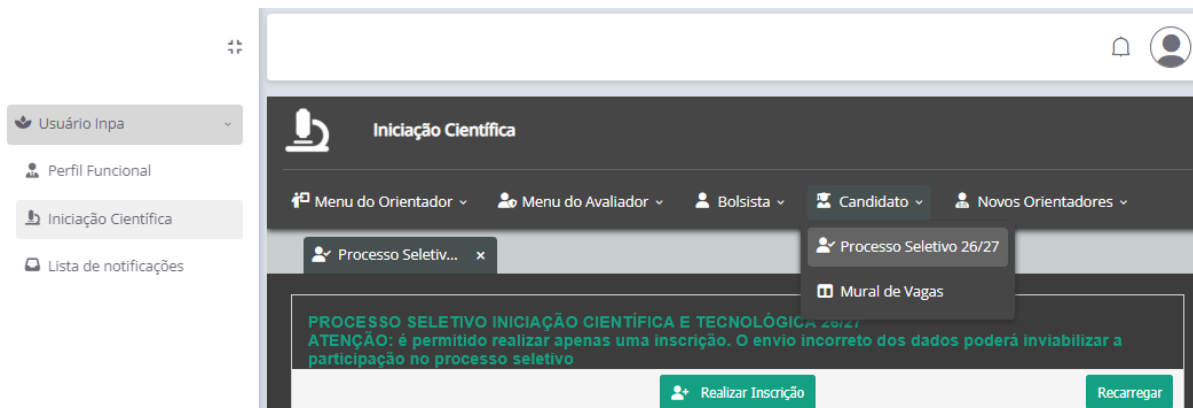 Usuário Inpa
Perfil Funcional
Iniciação Científica
Lista de notificações
Iniciação Científica
Menu do Orientador
Menu do Avaliador
Bolsista
Candidato
Novos Orientadores
Processo Seletivo 26/27
Mural de Vagas
Processo Seletiv...
PROCESSO SELETIVO INICIAÇÃO CIENTÍFICA E TECNOLÓGICA 26/27
ATENÇÃO: é permitido realizar apenas uma inscrição. O envio incorreto dos dados poderá inviabilizar a
participação no processo seletivo
Realizar Inscrição
Recarregar